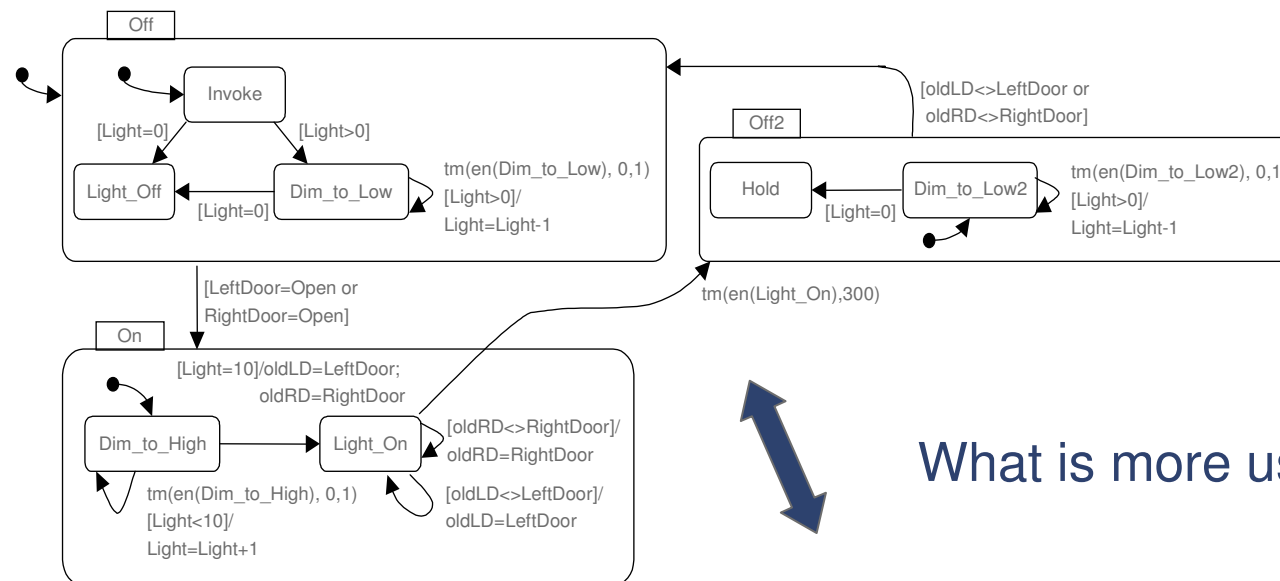 Off
Invoke
[Light=0]
[Light>0]
Light_Off
Dim_to_Low
[Light=0]
tm(en(Dim_to_Low), 0,1)
[Light>0]/
Light=Light-1
[oldLD<>LeftDoor or
oldRD<>RightDoor]
Off2
Hold
Dim_to_Low2
[Light=0]
tm(en(Dim_to_Low2), 0,1
[Light>0]/
Light=Light-1
[LeftDoor=Open or
RightDoor=Open]
tm(en(Light_On),300)
On
[Light=10]/oldLD=LeftDoor;
oldRD=RightDoor
Dim_to_High
Light_On
[oldRD<>RightDoor]/
oldRD=RightDoor
tm(en(Dim_to_High), 0,1)
[Light<10]/
Light=Light+1
[oldLD<>LeftDoor]/
oldLD=LeftDoor
What is more